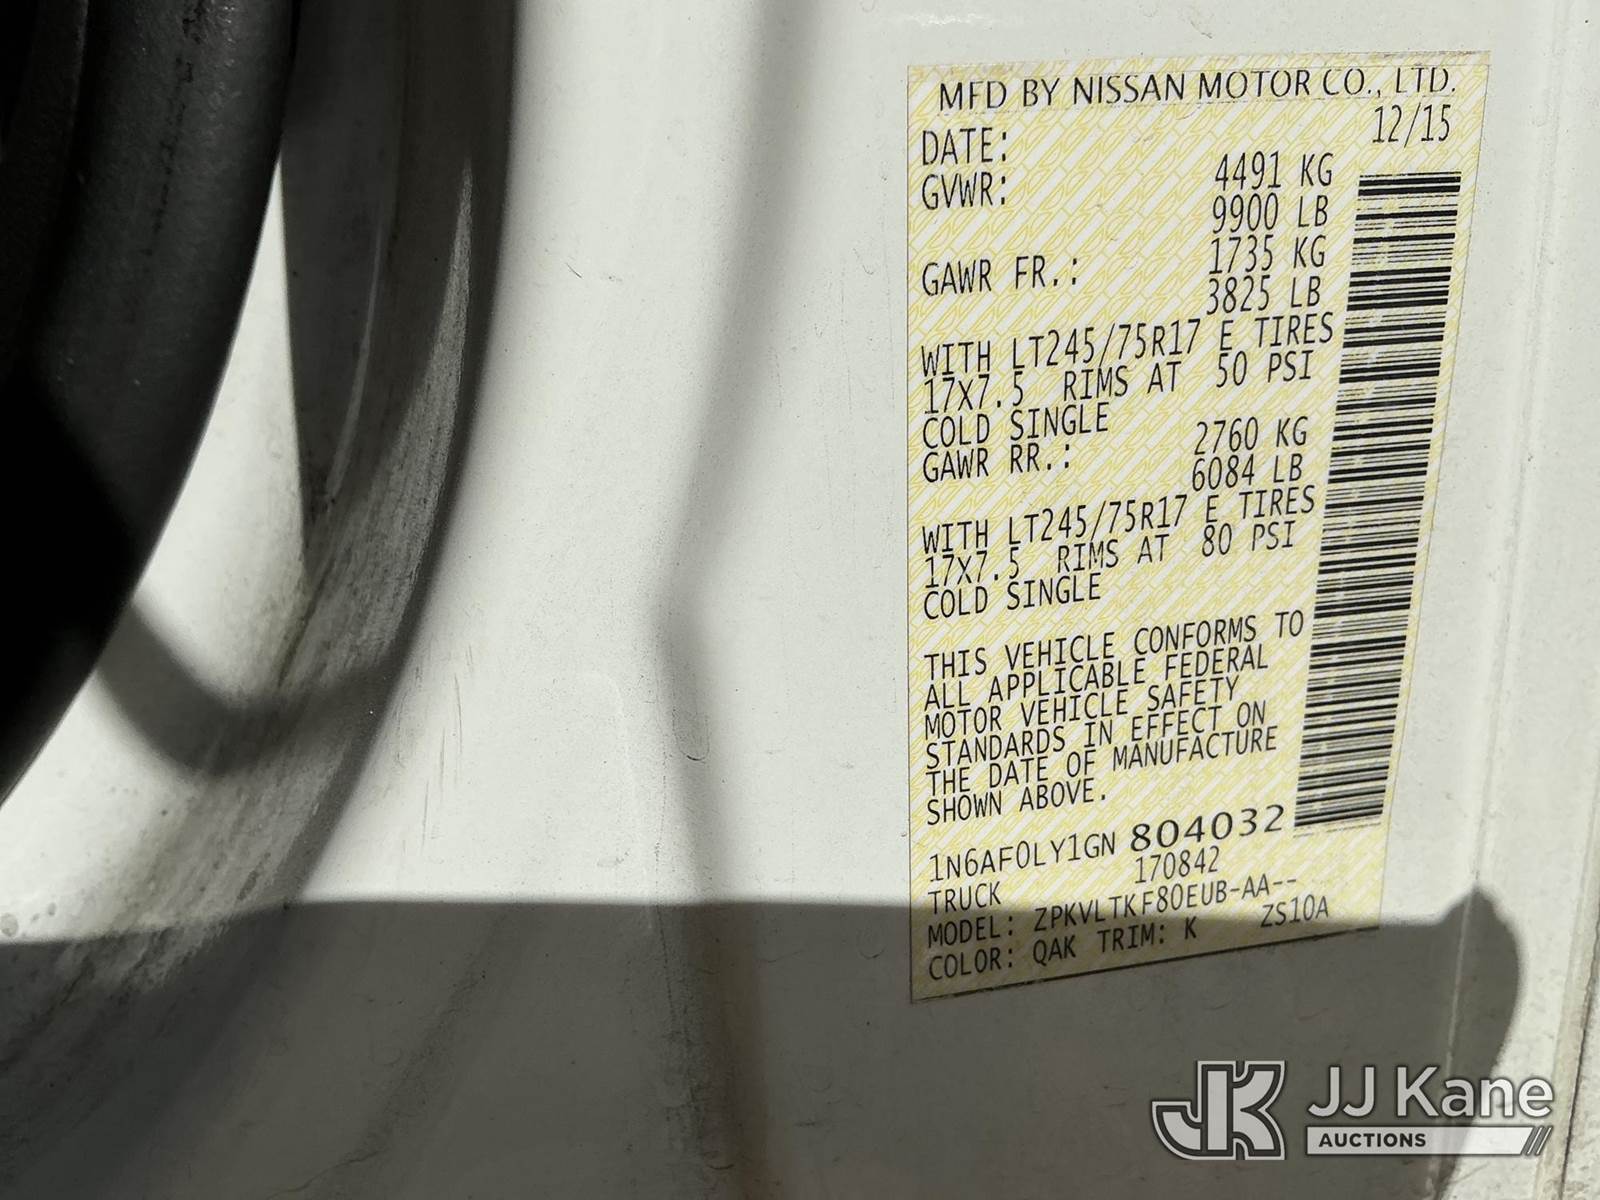 MFD BY NISSAN MOTOR CO., LTD.
DATE: 12/15
GVWR: 4491 KG
9900 LB
GAWR FR.: 1735 KG
3825 LB
WITH LT245/75R17 E TIRES
17X7.5 RIMS AT 50 PSI
COLD SINGLE
GAWR RR.: 2760 KG
6084 LB
WITH LT245/75R17 E TIRES
17X7.5 RIMS AT 80 PSI
COLD SINGLE
THIS VEHICLE CONFORMS TO
ALL APPLICABLE FEDERAL
MOTOR VEHICLE SAFETY
STANDARDS IN EFFECT ON
THE DATE OF MANUFACTURE
SHOWN ABOVE.
1N6AF0LY1GN 804032
TRUCK 170842
MODEL: ZPKVLTKF80EUB-AA--
COLOR: QAK TRIM: K ZS10A
JK JJ Kane
AUCTIONS